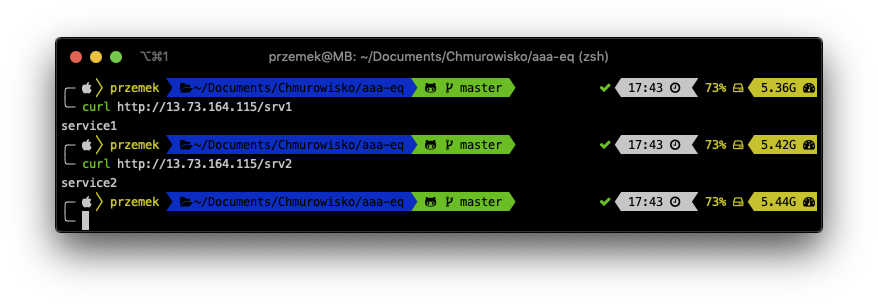 ⌥⌘1 przemek@MB: ~/Documents/Chmurowisko/aaa-eq (zsh)
przemek ~/Documents/Chmurowisko/aaa-eq master ✔ 17:43 73% 5.36G
curl http://13.73.164.115/srv1
service1
przemek ~/Documents/Chmurowisko/aaa-eq master ✔ 17:43 73% 5.42G
curl http://13.73.164.115/srv2
service2
przemek ~/Documents/Chmurowisko/aaa-eq master ✔ 17:43 73% 5.44G